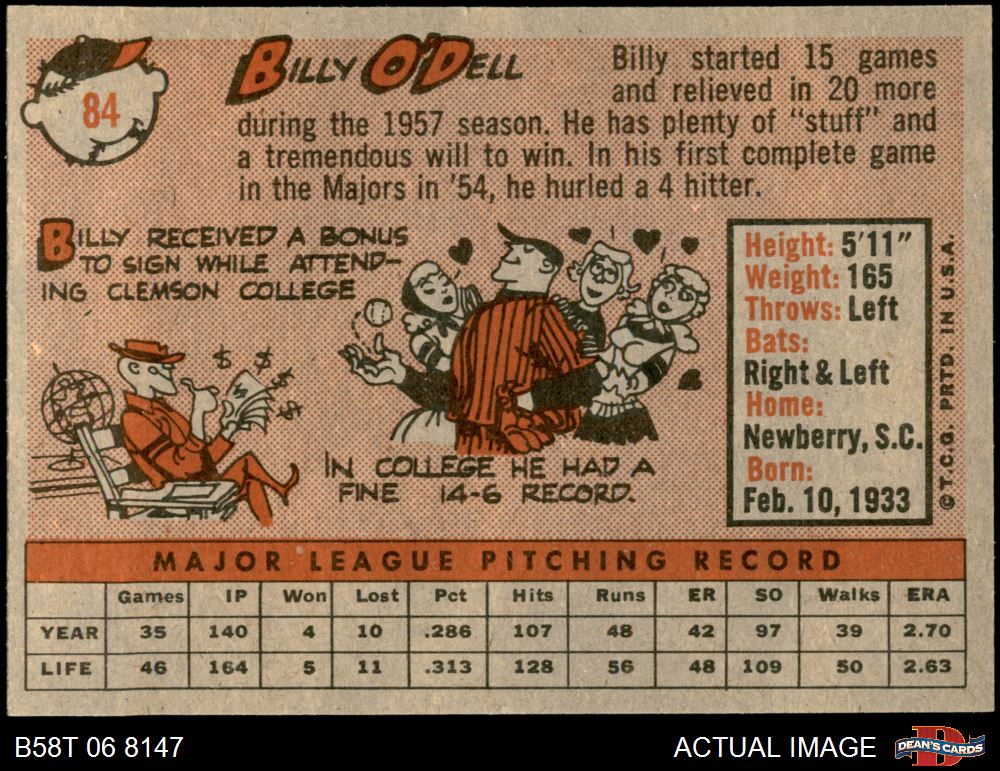 84
BILLY O'DELL
Billy started 15 games
and relieved in 20 more
during the 1957 season. He has plenty of "stuff" and
a tremendous will to win. In his first complete game
in the Majors in '54, he hurled a 4 hitter.
BILLY RECEIVED A BONUS
TO SIGN WHILE ATTEND-
ING CLEMSON COLLEGE
$ $ $ $
IN COLLEGE HE HAD A
FINE 14-6 RECORD.
Height: 5'11"
Weight: 165
Throws: Left
Bats:
Right & Left
Home:
Newberry, S.C.
Born:
Feb. 10, 1933
© T.C.G. PRTD. IN U.S.A.
MAJOR LEAGUE PITCHING RECORD
Games IP Won Lost Pct Hits Runs ER SO Walks ERA
YEAR 35 140 4 10 .286 107 48 42 97 39 2.70
LIFE 46 164 5 11 .313 128 56 48 109 50 2.63
B58T 06 8147
ACTUAL IMAGE
D
DEAN'S CARDS